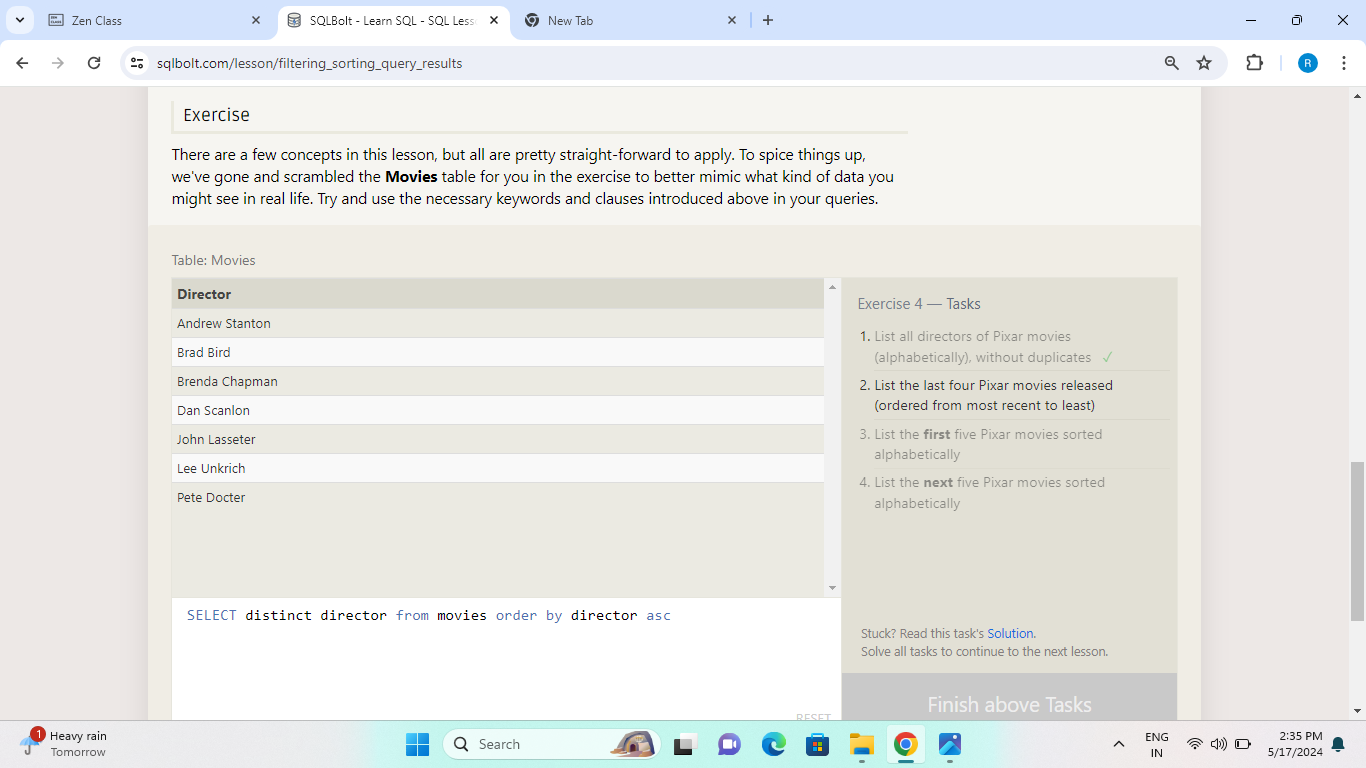 Zen Class
SQLBolt - Learn SQL - SQL Less
New Tab
sqlbolt.com/lesson/filtering_sorting_query_results
R
Exercise
There are a few concepts in this lesson, but all are pretty straight-forward to apply. To spice things up,
we've gone and scrambled the Movies table for you in the exercise to better mimic what kind of data you
might see in real life. Try and use the necessary keywords and clauses introduced above in your queries.
Table: Movies
Director
Andrew Stanton
Brad Bird
Brenda Chapman
Dan Scanlon
John Lasseter
Lee Unkrich
Pete Docter
SELECT distinct director from movies order by director asc
RESET
Exercise 4 — Tasks
1. List all directors of Pixar movies
(alphabetically), without duplicates ✓
2. List the last four Pixar movies released
(ordered from most recent to least)
3. List the first five Pixar movies sorted
alphabetically
4. List the next five Pixar movies sorted
alphabetically
Stuck? Read this task's Solution.
Solve all tasks to continue to the next lesson.
Finish above Tasks
1
Heavy rain
Tomorrow
Search
ENG
IN
2:35 PM
5/17/2024